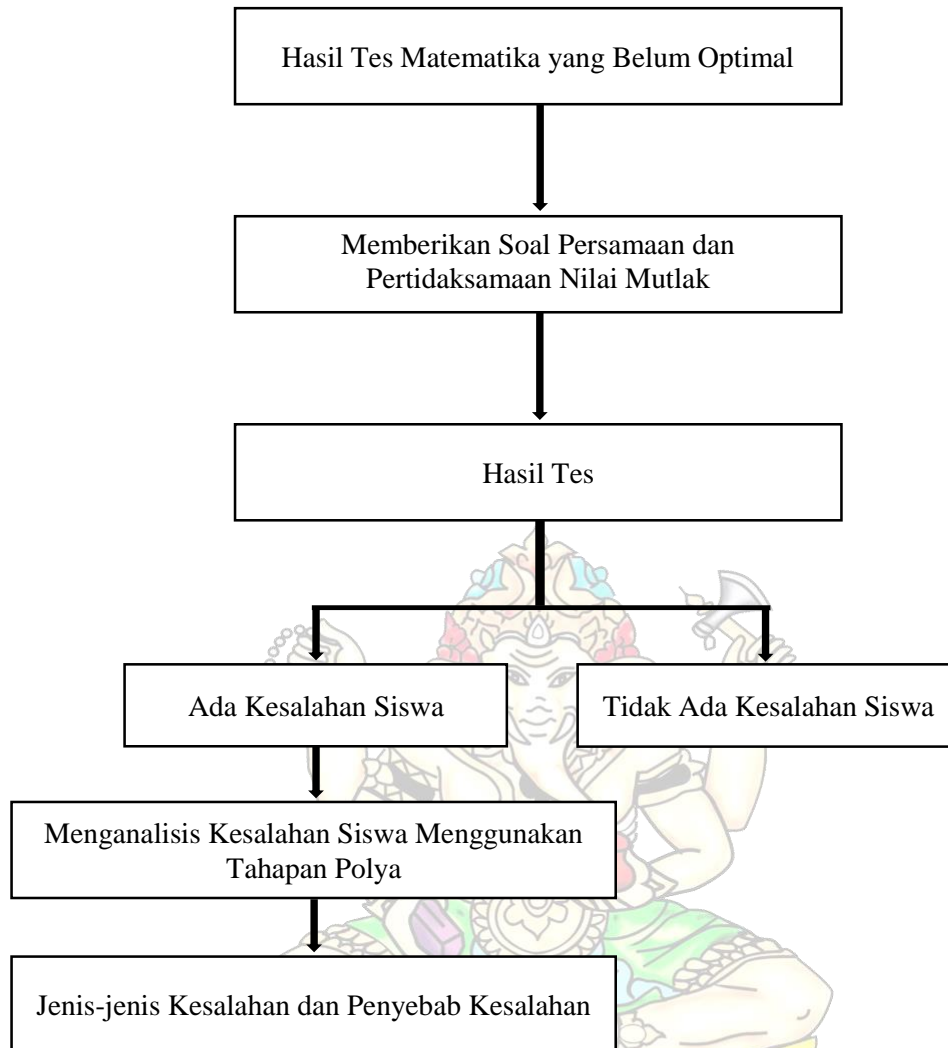 Hasil Tes Matematika yang Belum Optimal
Memberikan Soal Persamaan dan
Pertidaksamaan Nilai Mutlak
Hasil Tes
Ada Kesalahan Siswa
Tidak Ada Kesalahan Siswa
Menganalisis Kesalahan Siswa Menggunakan
Tahapan Polya
Jenis-jenis Kesalahan dan Penyebab Kesalahan